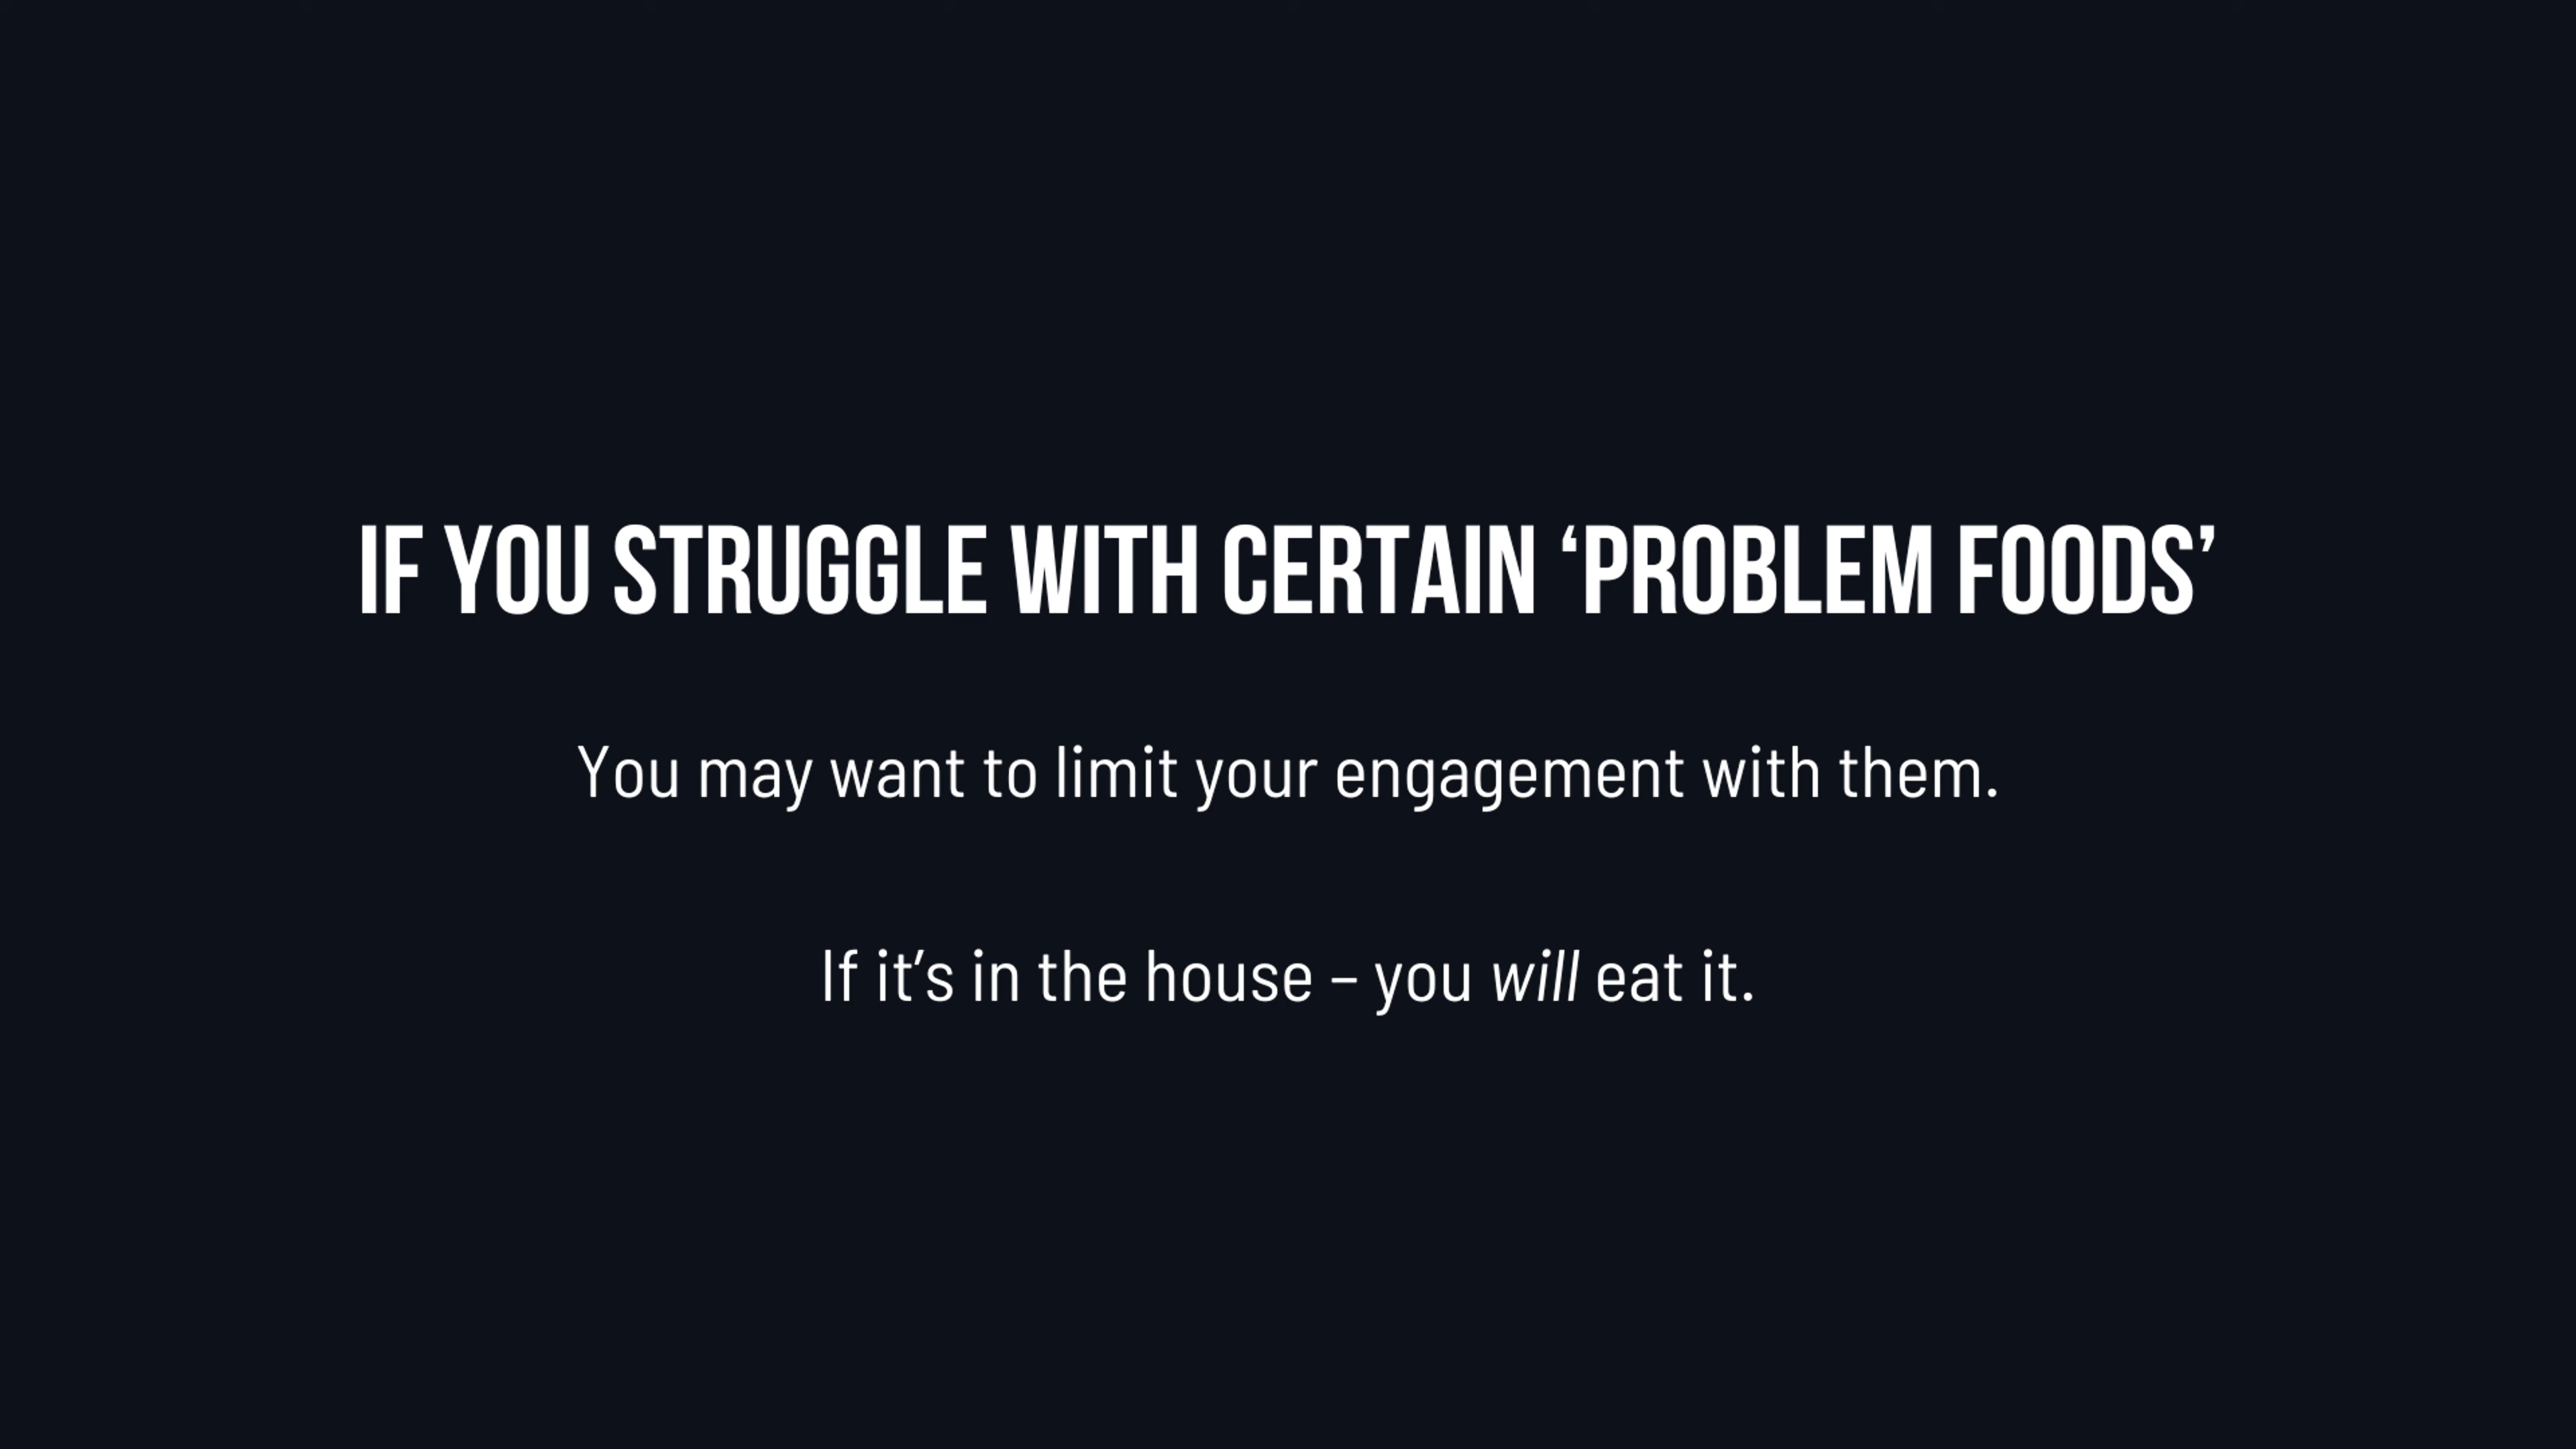 IF YOU STRUGGLE WITH CERTAIN ‘PROBLEM FOODS’
You may want to limit your engagement with them.
If it’s in the house – you will eat it.